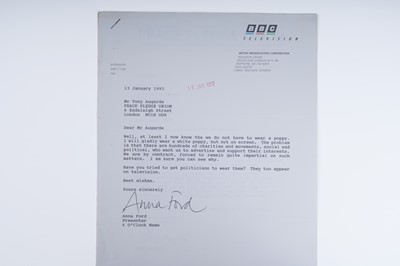 BBC
TELEVISION
BRITISH BROADCASTING CORPORATION
13 January 1993
Mr Tony Augarde
PEACE PLEDGE UNION
6 Endsleigh Street
London WC1H 0DX
Dear Mr Augarde
Well, at least I now know the we do not have to wear a poppy.
I will gladly wear a white poppy, but not on screen. The problem
is that there are hundreds of charities and movements, social and
political, who want us to advertise and support their interests.
We are by contract, forced to remain quite impartial on such
matters. I am sure you can see why.
Have you tried to get politicians to wear them? They too appear
on television.
Best wishes.
Yours sincerely
Anna Ford
Anna Ford
Presenter
6 O'Clock News